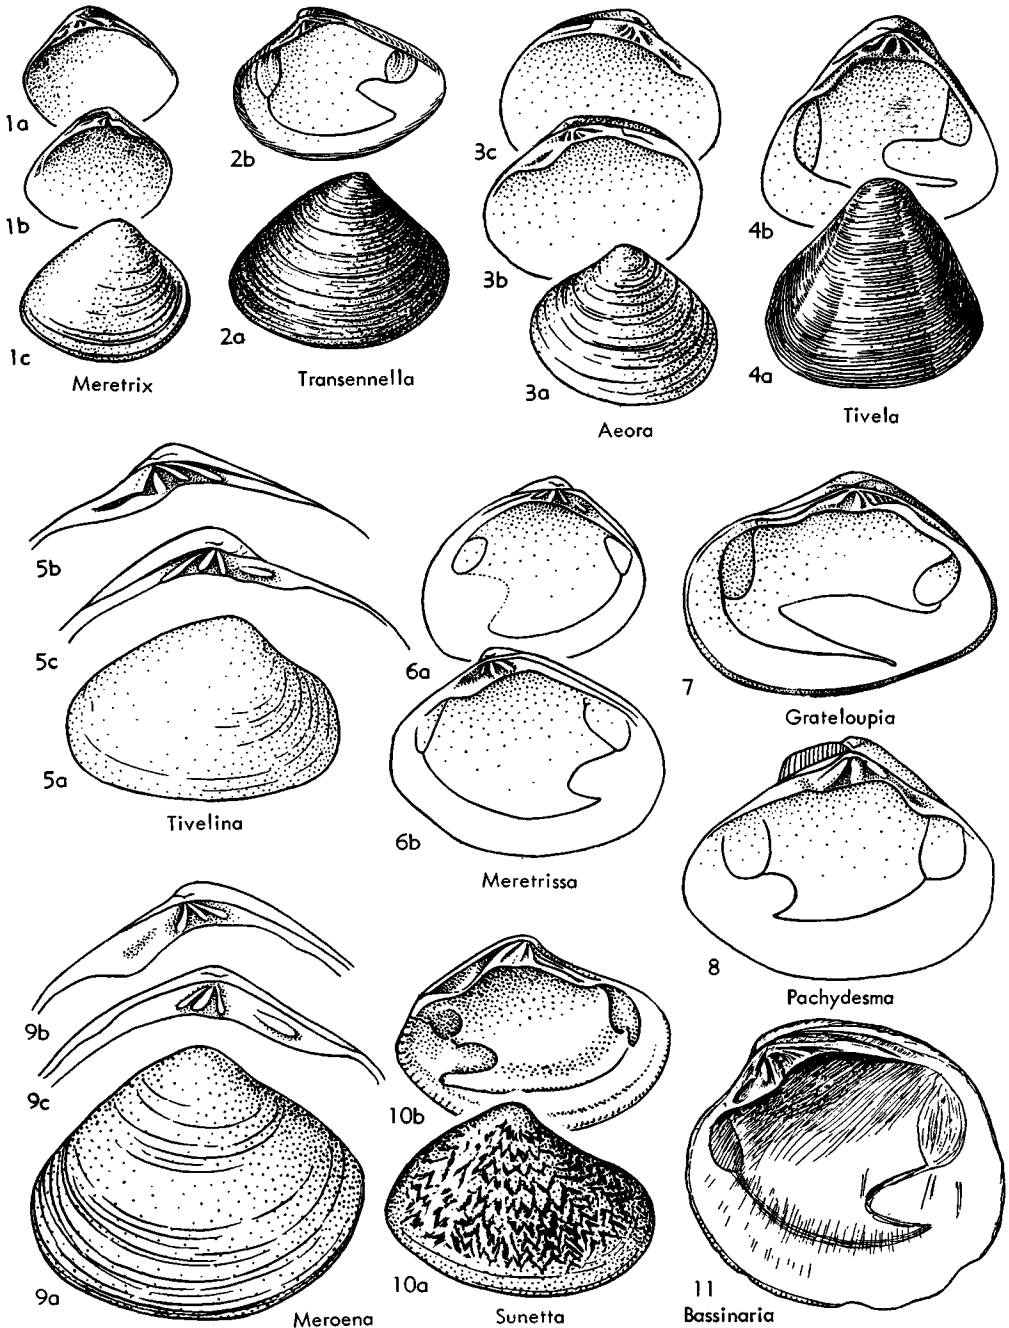 1a
1b
1c
Meretrix
2b
2a
Transennella
3c
3b
3a
Aeora
4b
4a
Tivela
5b
5c
5a
Tivelina
6a
6b
Meretrissa
7
Grateloupia
8
Pachydesma
9b
9c
9a
Meroena
10b
10a
Sunetta
11
Bassinaria